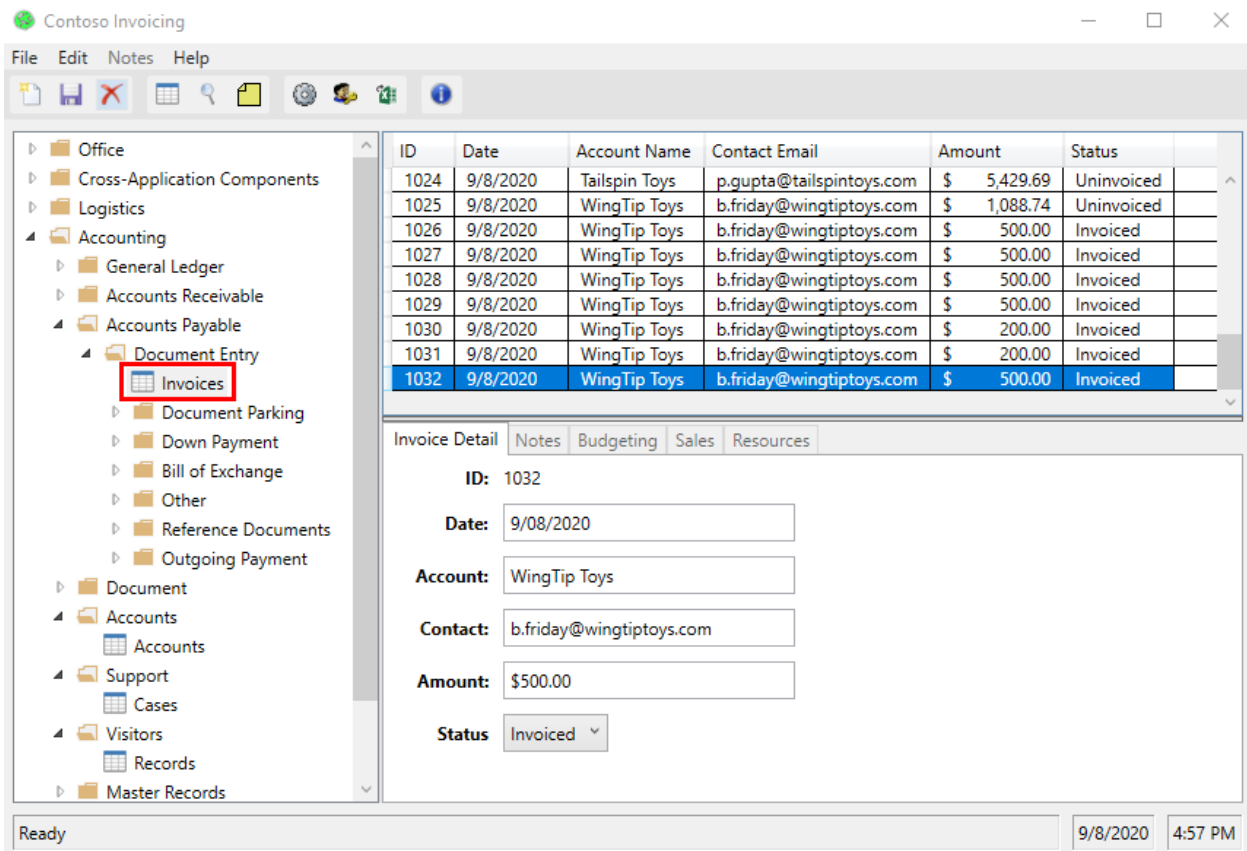 Contoso Invoicing
File Edit Notes Help
Office
Cross-Application Components
Logistics
Accounting
General Ledger
Accounts Receivable
Accounts Payable
Document Entry
Invoices
Document Parking
Down Payment
Bill of Exchange
Other
Reference Documents
Outgoing Payment
Document
Accounts
Accounts
Support
Cases
Visitors
Records
Master Records
ID Date Account Name Contact Email Amount Status
1024 9/8/2020 Tailspin Toys p.gupta@tailspintoys.com $ 5,429.69 Uninvoiced
1025 9/8/2020 WingTip Toys b.friday@wingtiptoys.com $ 1,088.74 Uninvoiced
1026 9/8/2020 WingTip Toys b.friday@wingtiptoys.com $ 500.00 Invoiced
1027 9/8/2020 WingTip Toys b.friday@wingtiptoys.com $ 500.00 Invoiced
1028 9/8/2020 WingTip Toys b.friday@wingtiptoys.com $ 500.00 Invoiced
1029 9/8/2020 WingTip Toys b.friday@wingtiptoys.com $ 500.00 Invoiced
1030 9/8/2020 WingTip Toys b.friday@wingtiptoys.com $ 200.00 Invoiced
1031 9/8/2020 WingTip Toys b.friday@wingtiptoys.com $ 200.00 Invoiced
1032 9/8/2020 WingTip Toys b.friday@wingtiptoys.com $ 500.00 Invoiced
Invoice Detail Notes Budgeting Sales Resources
ID: 1032
Date: 9/08/2020
Account: WingTip Toys
Contact: b.friday@wingtiptoys.com
Amount: $500.00
Status Invoiced
Ready 9/8/2020 4:57 PM